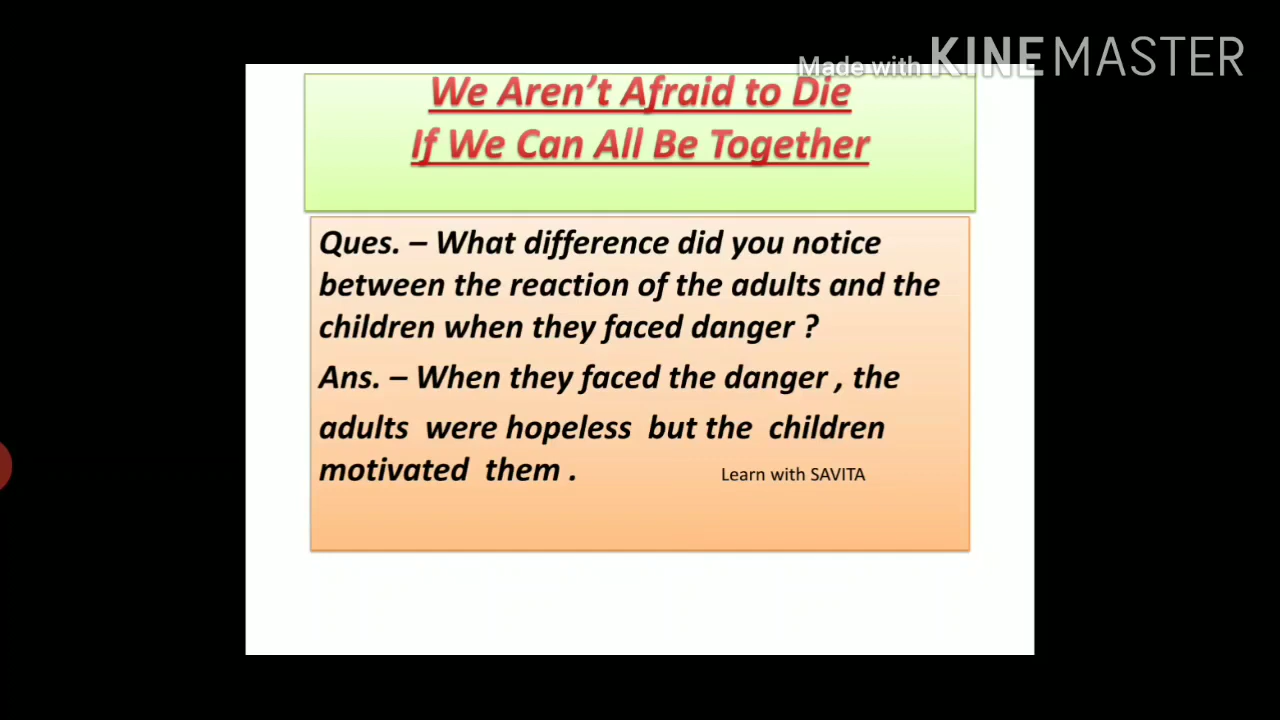 Made with KINEMASTER
We Aren't Afraid to Die
If We Can All Be Together
Ques. – What difference did you notice
between the reaction of the adults and the
children when they faced danger ?
Ans. – When they faced the danger , the
adults were hopeless but the children
motivated them .
Learn with SAVITA